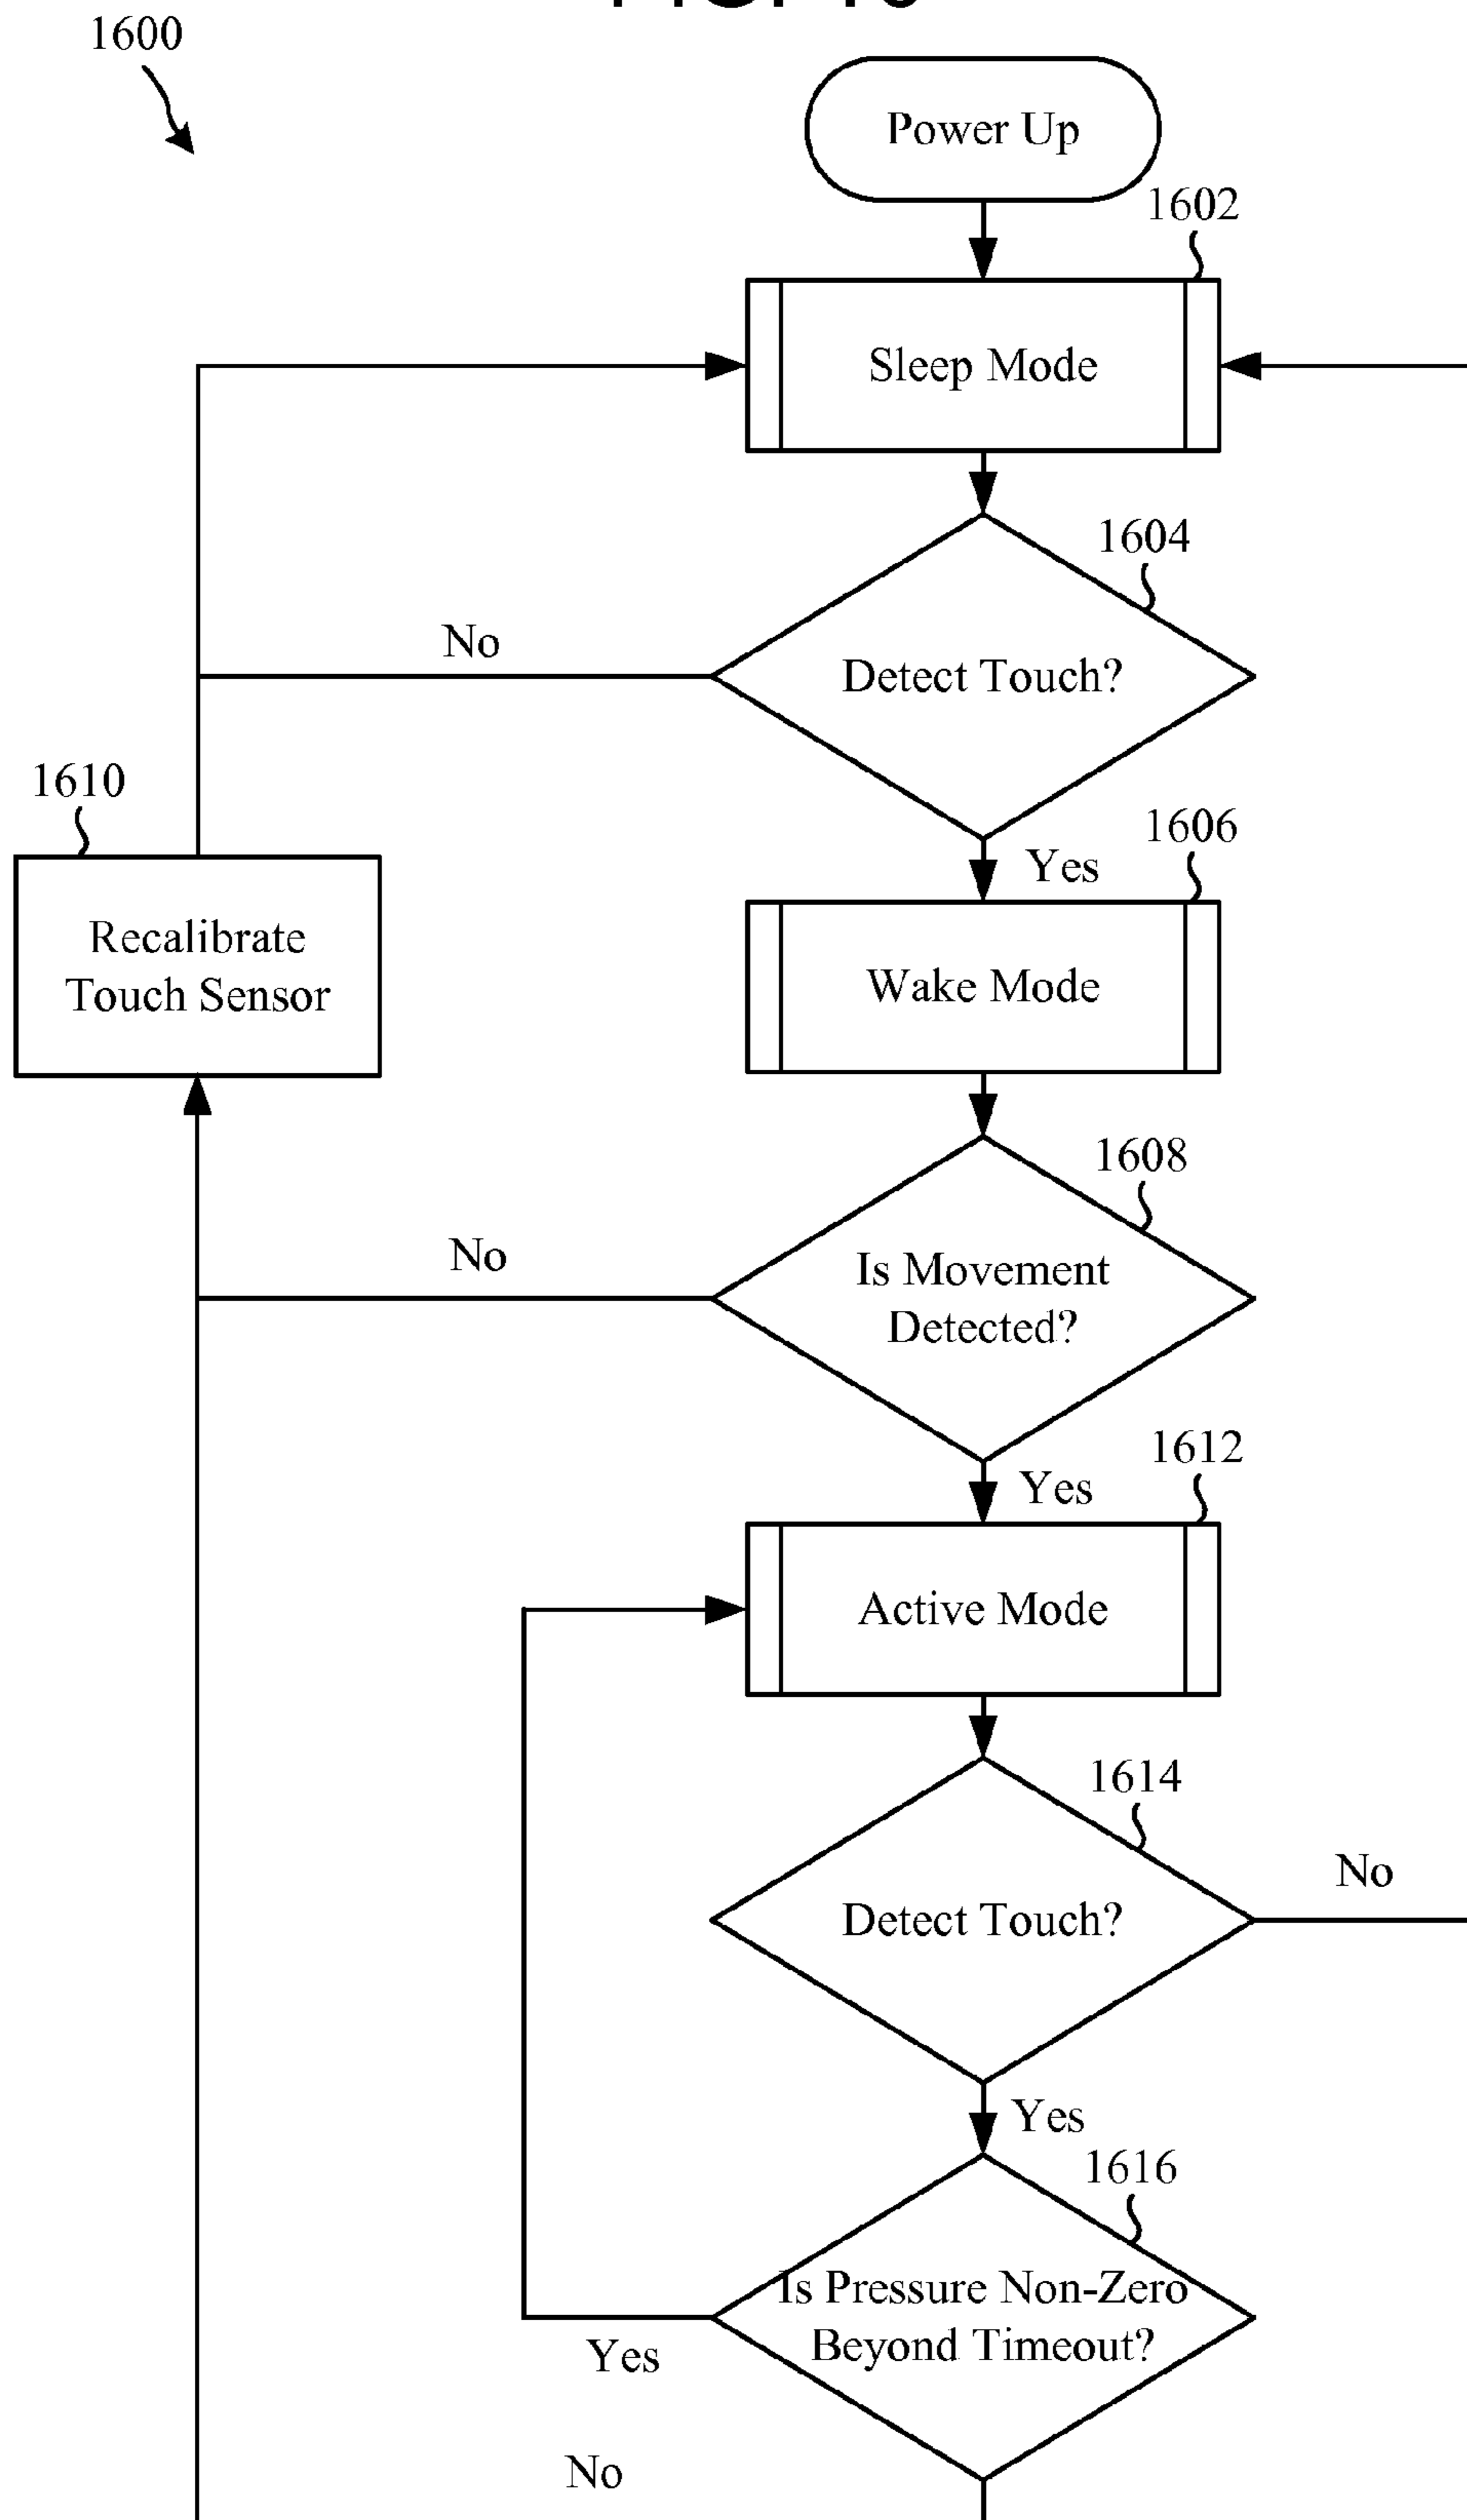 1600
Power Up
1602
Sleep Mode
1604
No
Detect Touch?
1610
1606
Yes
Recalibrate
Touch Sensor
Wake Mode
1608
No
Is Movement
Detected?
1612
Yes
Active Mode
1614
No
Detect Touch?
Yes
1616
Is Pressure Non-Zero
Beyond Timeout?
Yes
No